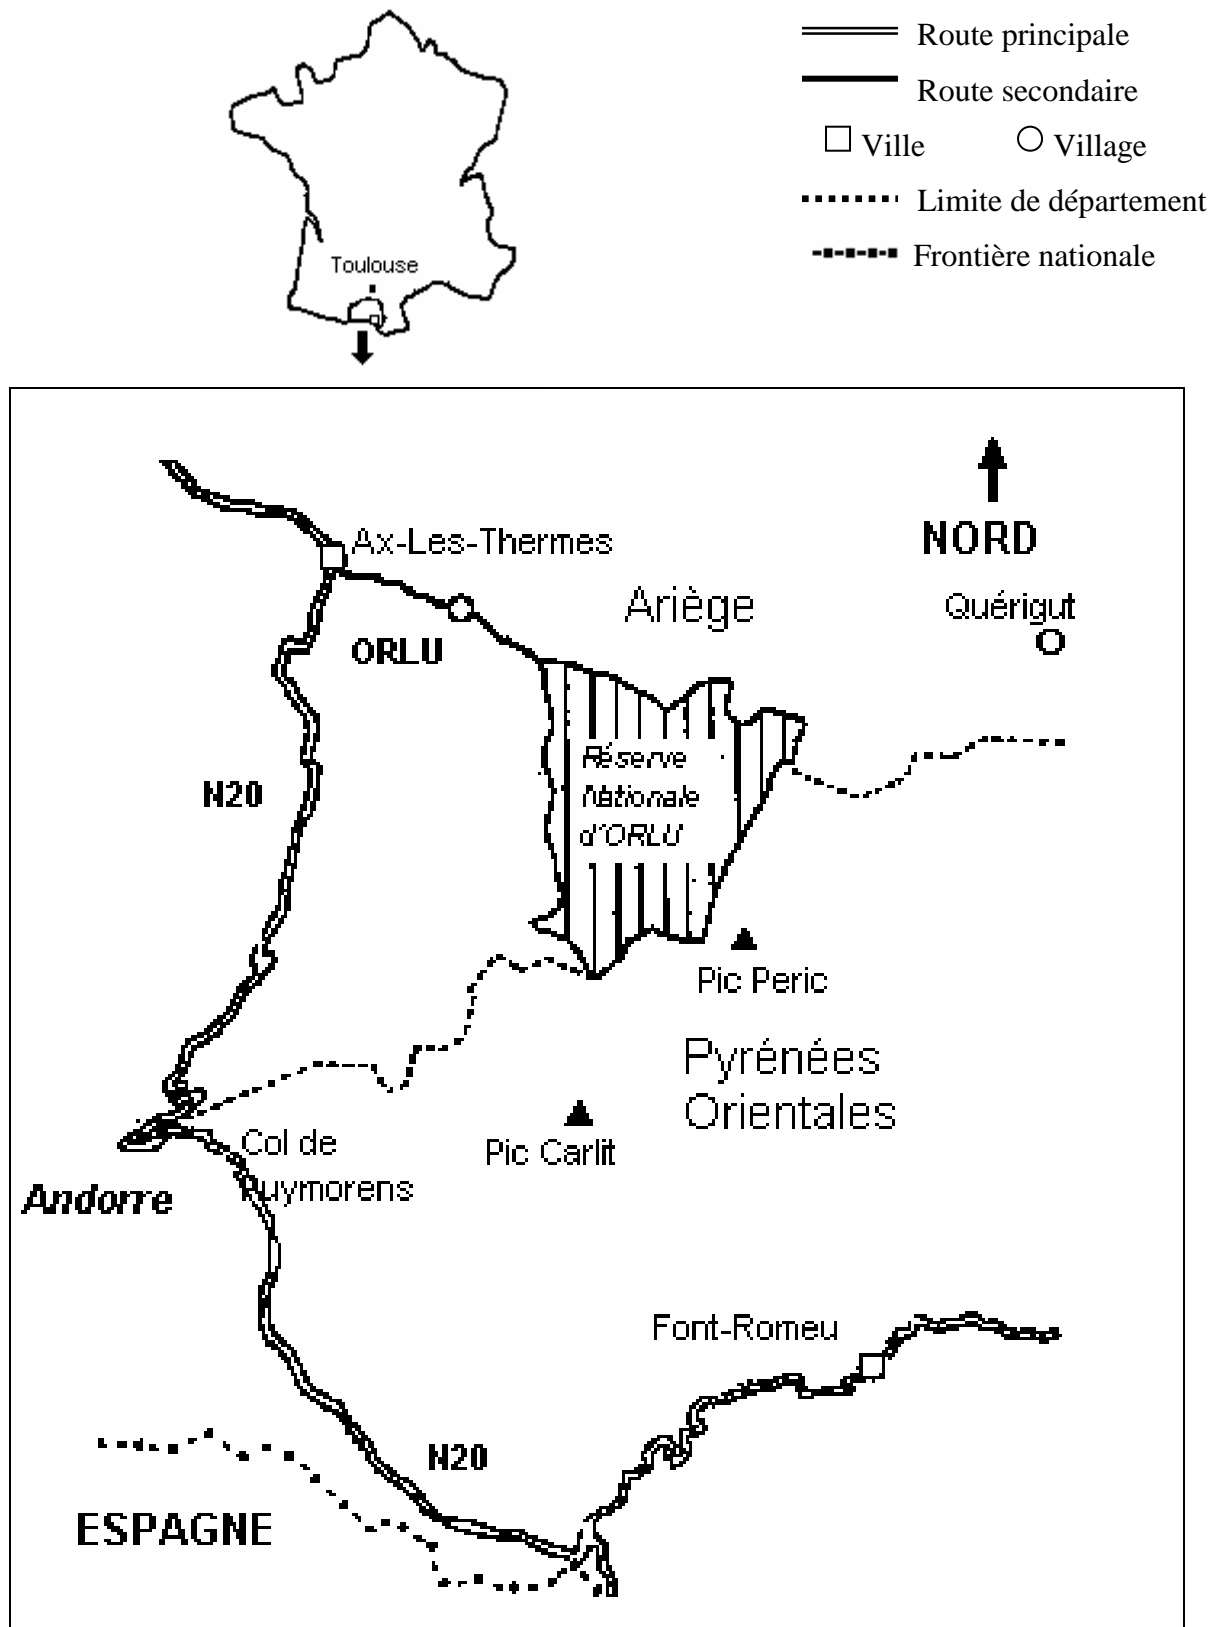 Route principale
Route secondaire
Ville
Village
Limite de département
Frontière nationale
Toulouse
NORD
Ax-Les-Thermes
Ariège
Quérigut
ORLU
Réserve
Nationale
d'ORLU
N20
Pic Peric
Pyrénées
Orientales
Col de
Puymorens
Pic Carlit
Andorre
Font-Romeu
N20
ESPAGNE